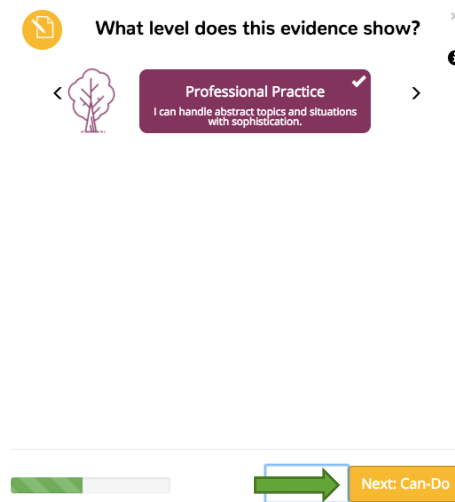 What level does this evidence show?
Professional Practice
I can handle abstract topics and situations
with sophistication.
Next: Can-Do